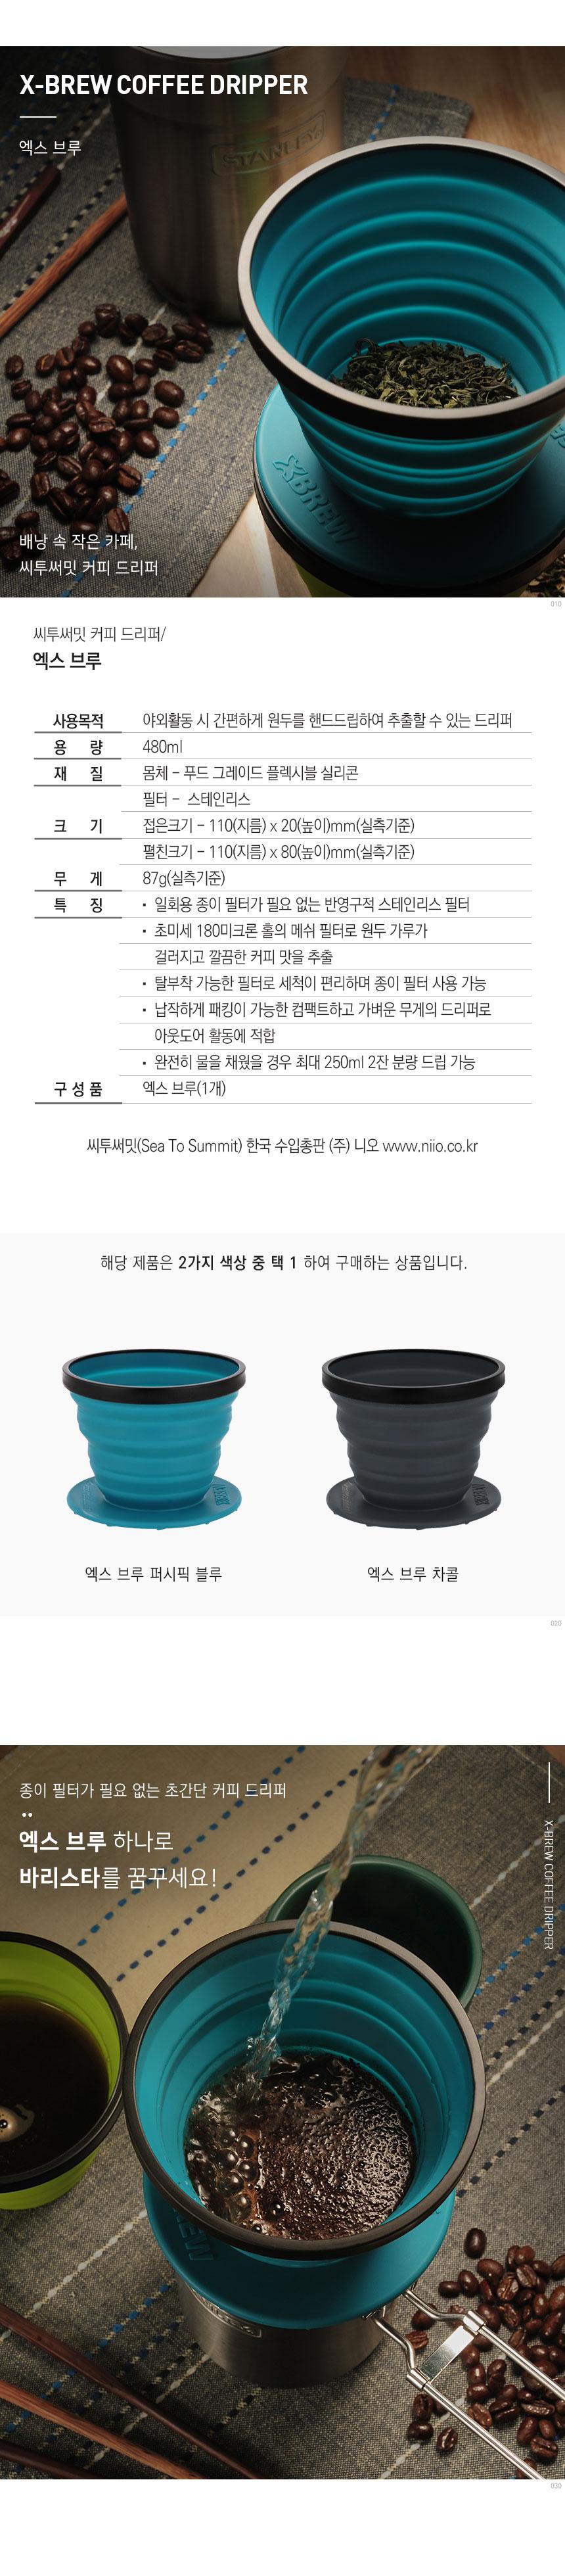 X-BREW COFFEE DRIPPER
엑스 브루
STANLEY
XBREW
배낭 속 작은 카페,
씨투써밋 커피 드리퍼
010
씨투써밋 커피 드리퍼/
엑스 브루
사용목적 야외활동 시 간편하게 원두를 핸드드립하여 추출할 수 있는 드리퍼
용 량 480ml
재 질 몸체 - 푸드 그레이드 플렉시블 실리콘
필터 - 스테인리스
크 기 접은크기 - 110(지름) x 20(높이)mm(실측기준)
펼친크기 - 110(지름) x 80(높이)mm(실측기준)
무 게 87g(실측기준)
특 징 · 일회용 종이 필터가 필요 없는 반영구적 스테인리스 필터
· 초미세 180미크론 홀의 메쉬 필터로 원두 가루가
걸러지고 깔끔한 커피 맛을 추출
· 탈부착 가능한 필터로 세척이 편리하며 종이 필터 사용 가능
· 납작하게 패킹이 가능한 컴팩트하고 가벼운 무게의 드리퍼로
아웃도어 활동에 적합
· 완전히 물을 채웠을 경우 최대 250ml 2잔 분량 드립 가능
구 성 품 엑스 브루(1개)
씨투써밋(Sea To Summit) 한국 수입총판 (주) 니오 www.niio.co.kr
해당 제품은 2가지 색상 중 택 1 하여 구매하는 상품입니다.
엑스 브루 퍼시픽 블루
엑스 브루 차콜
020
종이 필터가 필요 없는 초간단 커피 드리퍼
엑스 브루 하나로
바리스타를 꿈꾸세요!
X-BREW COFFEE DRIPPER
030